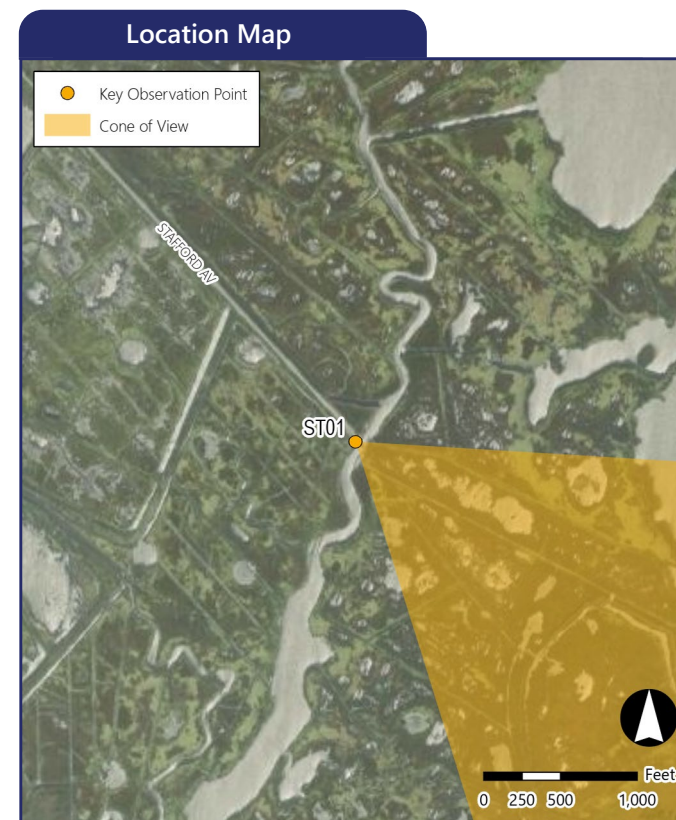 Location Map
Key Observation Point
Cone of View
STAFFORD AV
ST01
Feet
0 250 500 1,000